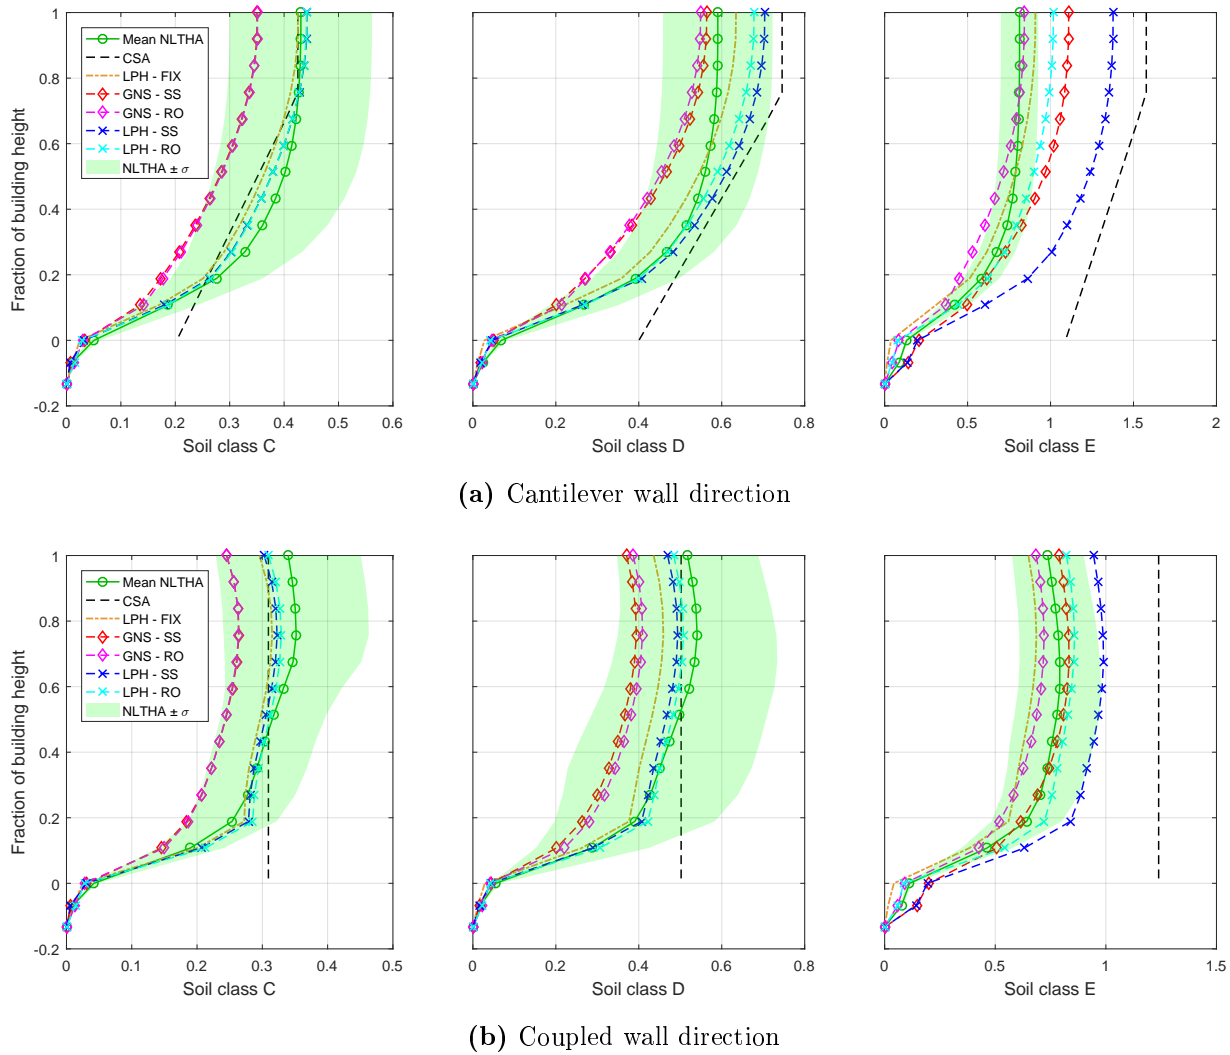 1
0.8
0.6
0.4
0.2
0
-0.2
Fraction of building height
Mean NLTHA
CSA
LPH - FIX
GNS - SS
GNS - RO
LPH - SS
LPH - RO
NLTHA ± σ
0 0.1 0.2 0.3 0.4 0.5 0.6
Soil class C
0 0.2 0.4 0.6 0.8
Soil class D
0 0.5 1 1.5 2
Soil class E
(a) Cantilever wall direction
1
0.8
0.6
0.4
0.2
0
-0.2
Fraction of building height
Mean NLTHA
CSA
LPH - FIX
GNS - SS
GNS - RO
LPH - SS
LPH - RO
NLTHA ± σ
0 0.1 0.2 0.3 0.4 0.5
Soil class C
0 0.2 0.4 0.6 0.8
Soil class D
0 0.5 1 1.5
Soil class E
(b) Coupled wall direction